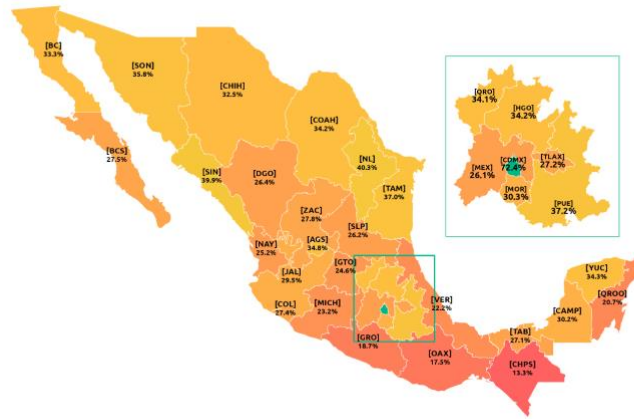 [BC]
33.3%
[SON]
35.8%
[CHIH]
32.5%
[COAH]
34.2%
[NL]
40.3%
[TAM]
37.0%
[BCS]
27.5%
[SIN]
39.9%
[DGO]
26.4%
[ZAC]
27.8%
[SLP]
26.2%
[NAY]
25.2%
[AGS]
34.8%
[JAL]
29.5%
[GTO]
24.6%
[COL]
27.4%
[MICH]
23.2%
[VER]
22.2%
[GRO]
18.7%
[OAX]
17.5%
[TAB]
27.1%
[CHPS]
13.3%
[CAMP]
30.2%
[YUC]
34.3%
[QROO]
20.7%
[QRO]
34.1%
[HGO]
34.2%
[MEX]
26.1%
[CDMX]
72.4%
[TLAX]
27.2%
[MOR]
30.3%
[PUE]
37.2%